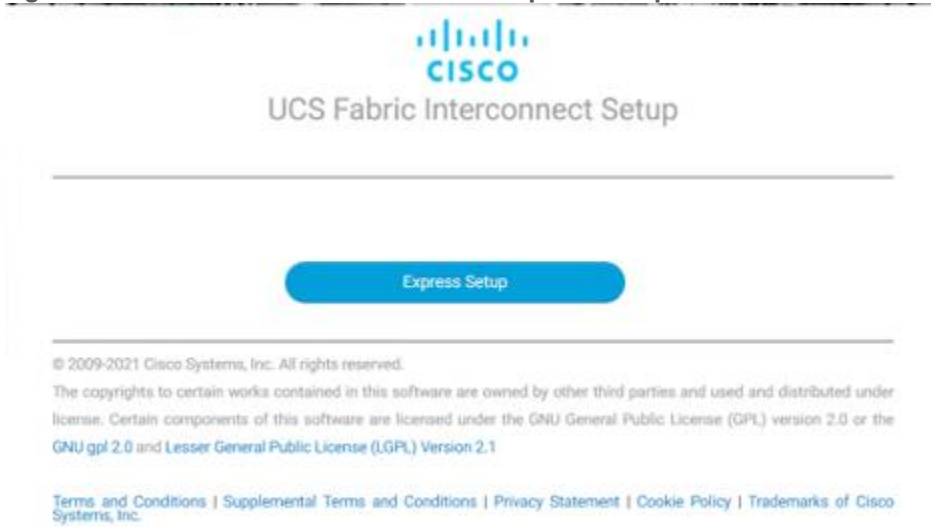 CISCO
UCS Fabric Interconnect Setup
Express Setup
© 2009-2021 Cisco Systems, Inc. All rights reserved.
The copyrights to certain works contained in this software are owned by other third parties and used and distributed under
license. Certain components of this software are licensed under the GNU General Public License (GPL) version 2.0 or the
GNU gpl 2.0 and Lesser General Public License (LGPL) Version 2.1
Terms and Conditions | Supplemental Terms and Conditions | Privacy Statement | Cookie Policy | Trademarks of Cisco
Systems, Inc.